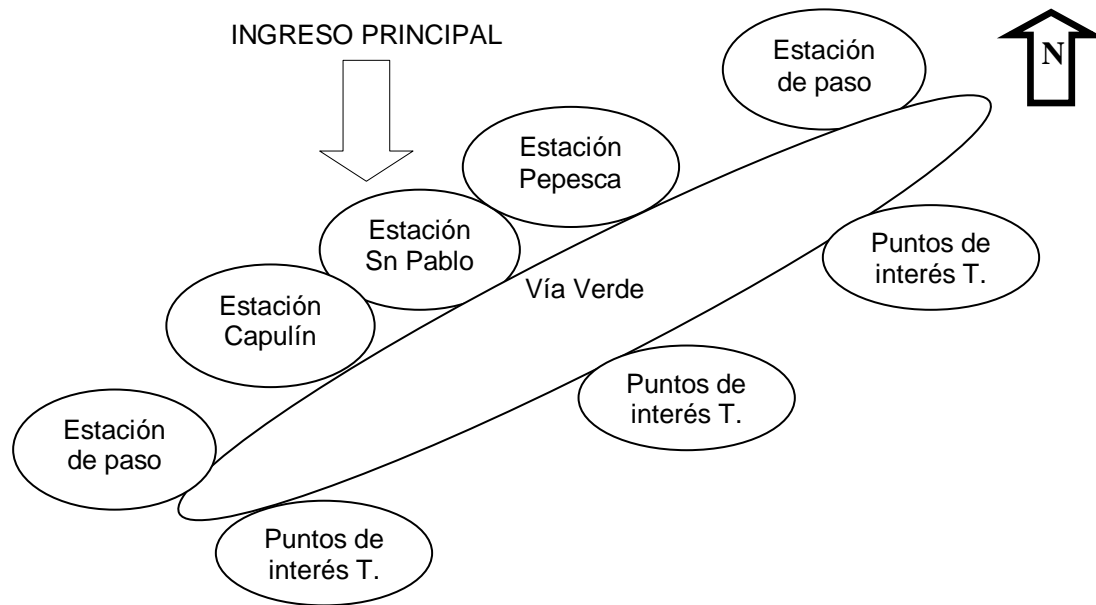 INGRESO PRINCIPAL
Estación
de paso
N
Estación
Pepesca
Estación
Sn Pablo
Puntos de
interés T.
Vía Verde
Estación
Capulín
Puntos de
interés T.
Estación
de paso
Puntos de
interés T.